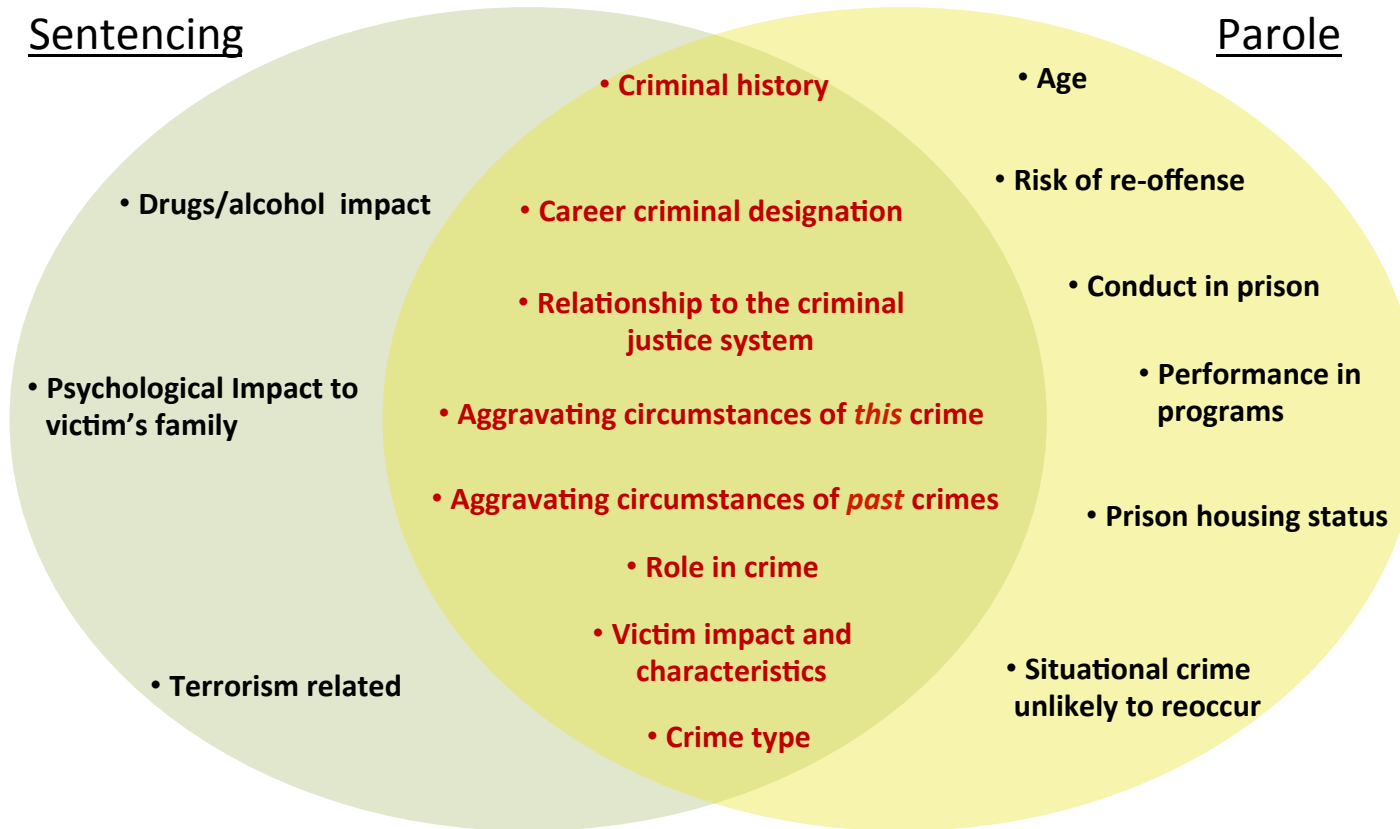 Sentencing
• Drugs/alcohol impact
• Psychological Impact to
victim's family
• Terrorism related
• Criminal history
• Career criminal designation
• Relationship to the criminal
justice system
• Aggravating circumstances of this crime
• Aggravating circumstances of past crimes
• Role in crime
• Victim impact and
characteristics
• Crime type
Parole
• Age
• Risk of re-offense
• Conduct in prison
• Performance in
programs
• Prison housing status
• Situational crime
unlikely to reoccur